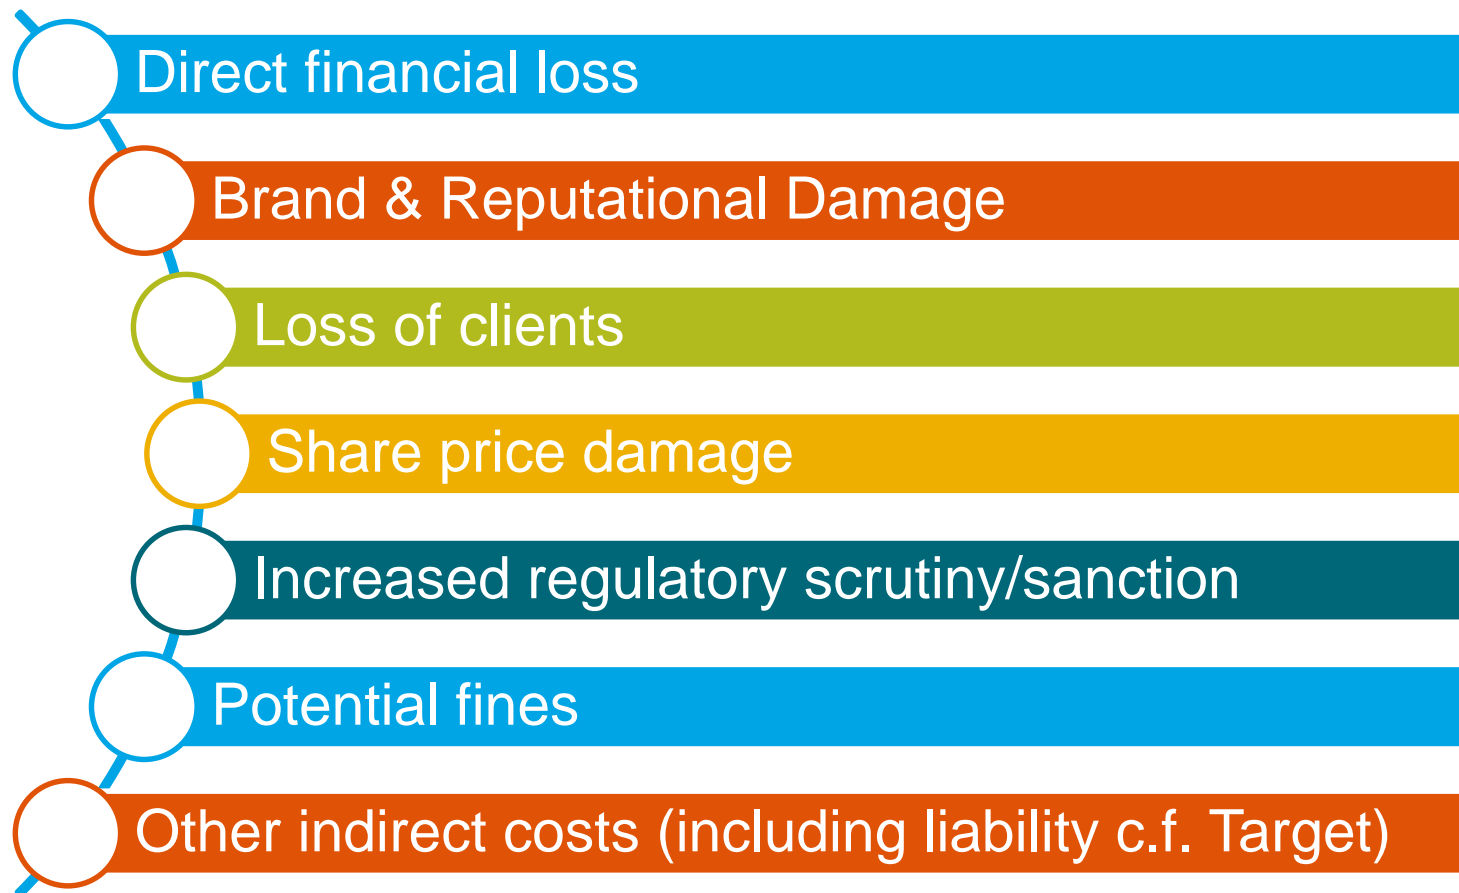 Direct financial loss
Brand & Reputational Damage
Loss of clients
Share price damage
Increased regulatory scrutiny/sanction
Potential fines
Other indirect costs (including liability c.f. Target)